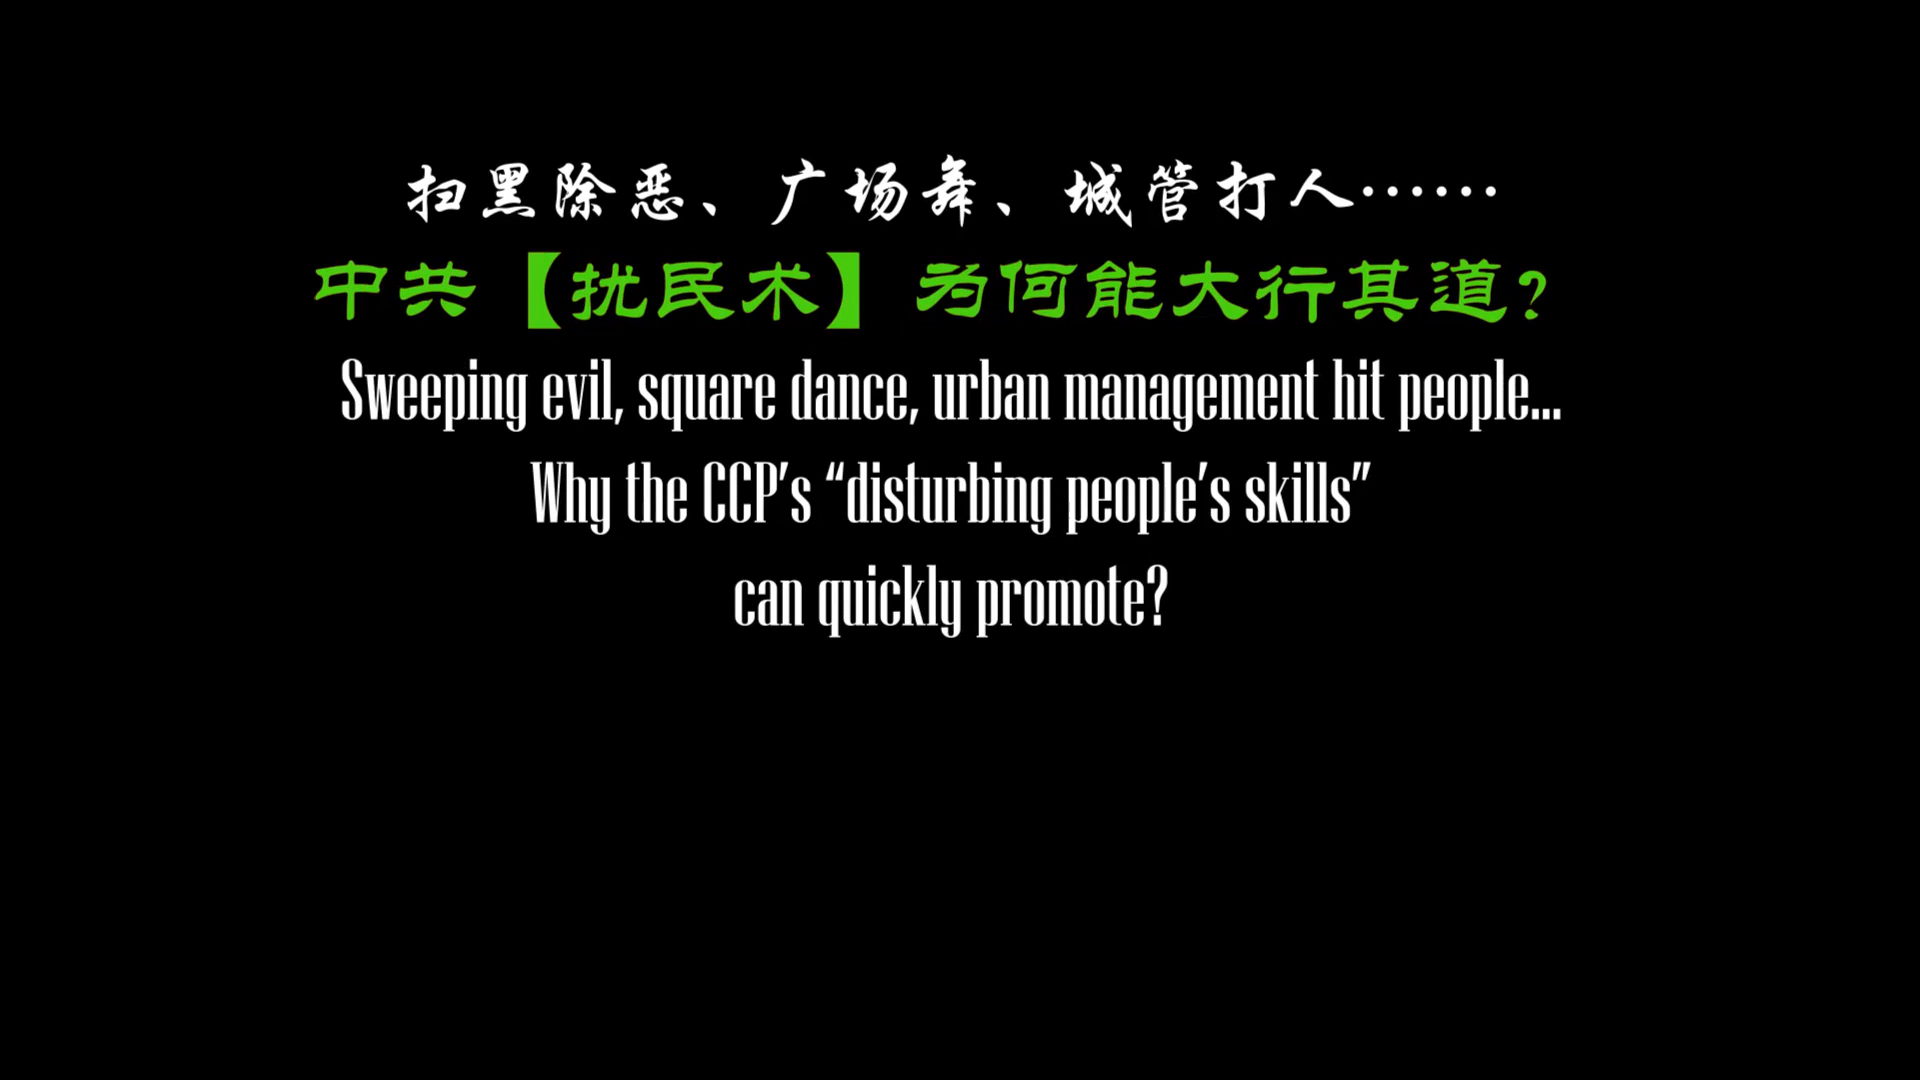 扫黑除恶、广场舞、城管打人……
中共【扰民术】为何能大行其道？
Sweeping evil, square dance, urban management hit people...
Why the CCP's “disturbing people's skills”
can quickly promote?